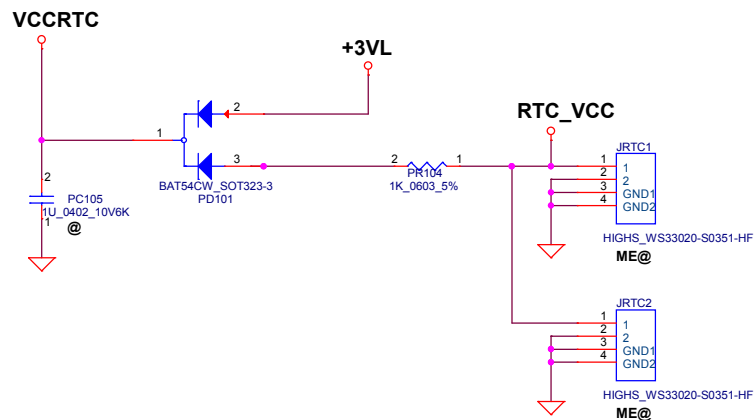 VCCRTC
+3VL
RTC_VCC
2
1
3
BAT54CW_SOT323-3
PD101
2
1
PR104
1K_0603_5%
2
PC105
1U_0402_10V6K
1
@
JRTC1
1
1
2
2
3
GND1
4
GND2
HIGHS_WS33020-S0351-HF
ME@
JRTC2
1
1
2
2
3
GND1
4
GND2
HIGHS_WS33020-S0351-HF
ME@